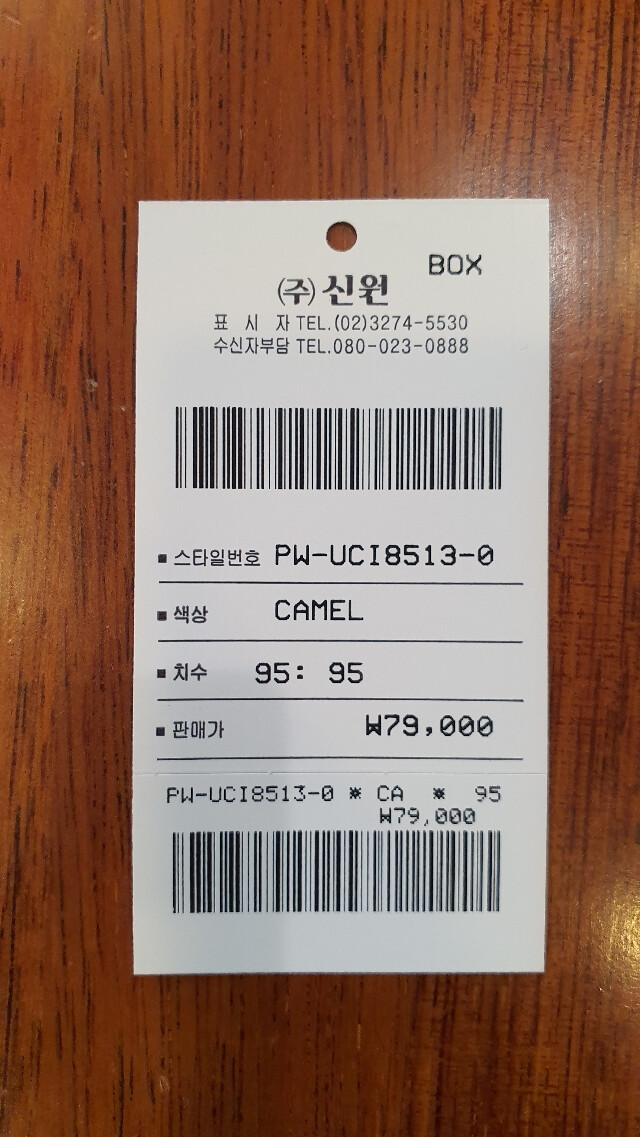 BOX
(주) 신원
표 시 자 TEL.(02)3274-5530
수신자부담 TEL.080-023-0888
■ 스타일번호 PW-UCI8513-0
■ 색상 CAMEL
■ 치수 95: 95
■ 판매가 ₩79,000
PW-UCI8513-0 * CA * 95
₩79,000